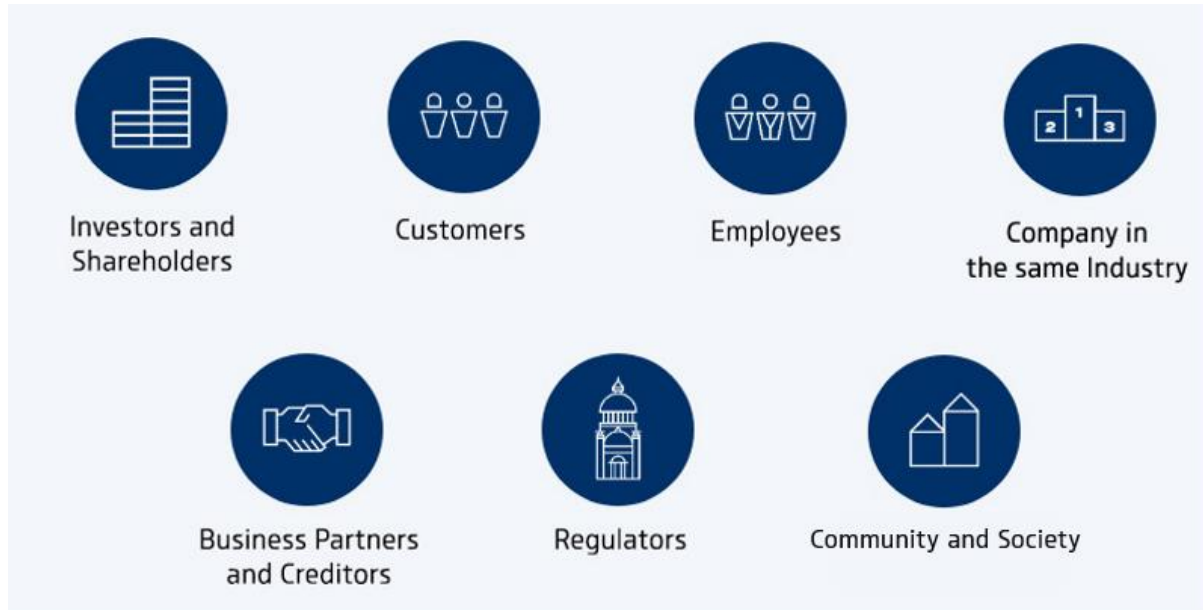 2 1 3
Investors and
Shareholders
Customers
Employees
Company in
the same Industry
Business Partners
and Creditors
Regulators
Community and Society